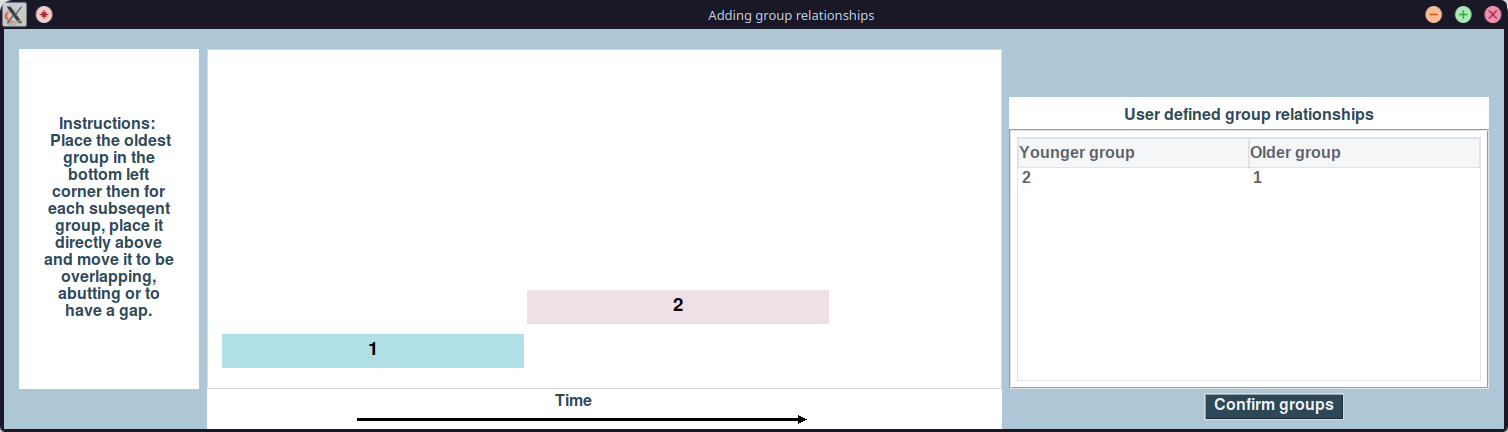 Adding group relationships
Instructions:
Place the oldest
group in the
bottom left
corner then for
each subseqent
group, place it
directly above
and move it to be
overlapping,
abutting or to
have a gap.
2
1
Time
User defined group relationships
Younger group Older group
2 1
Confirm groups